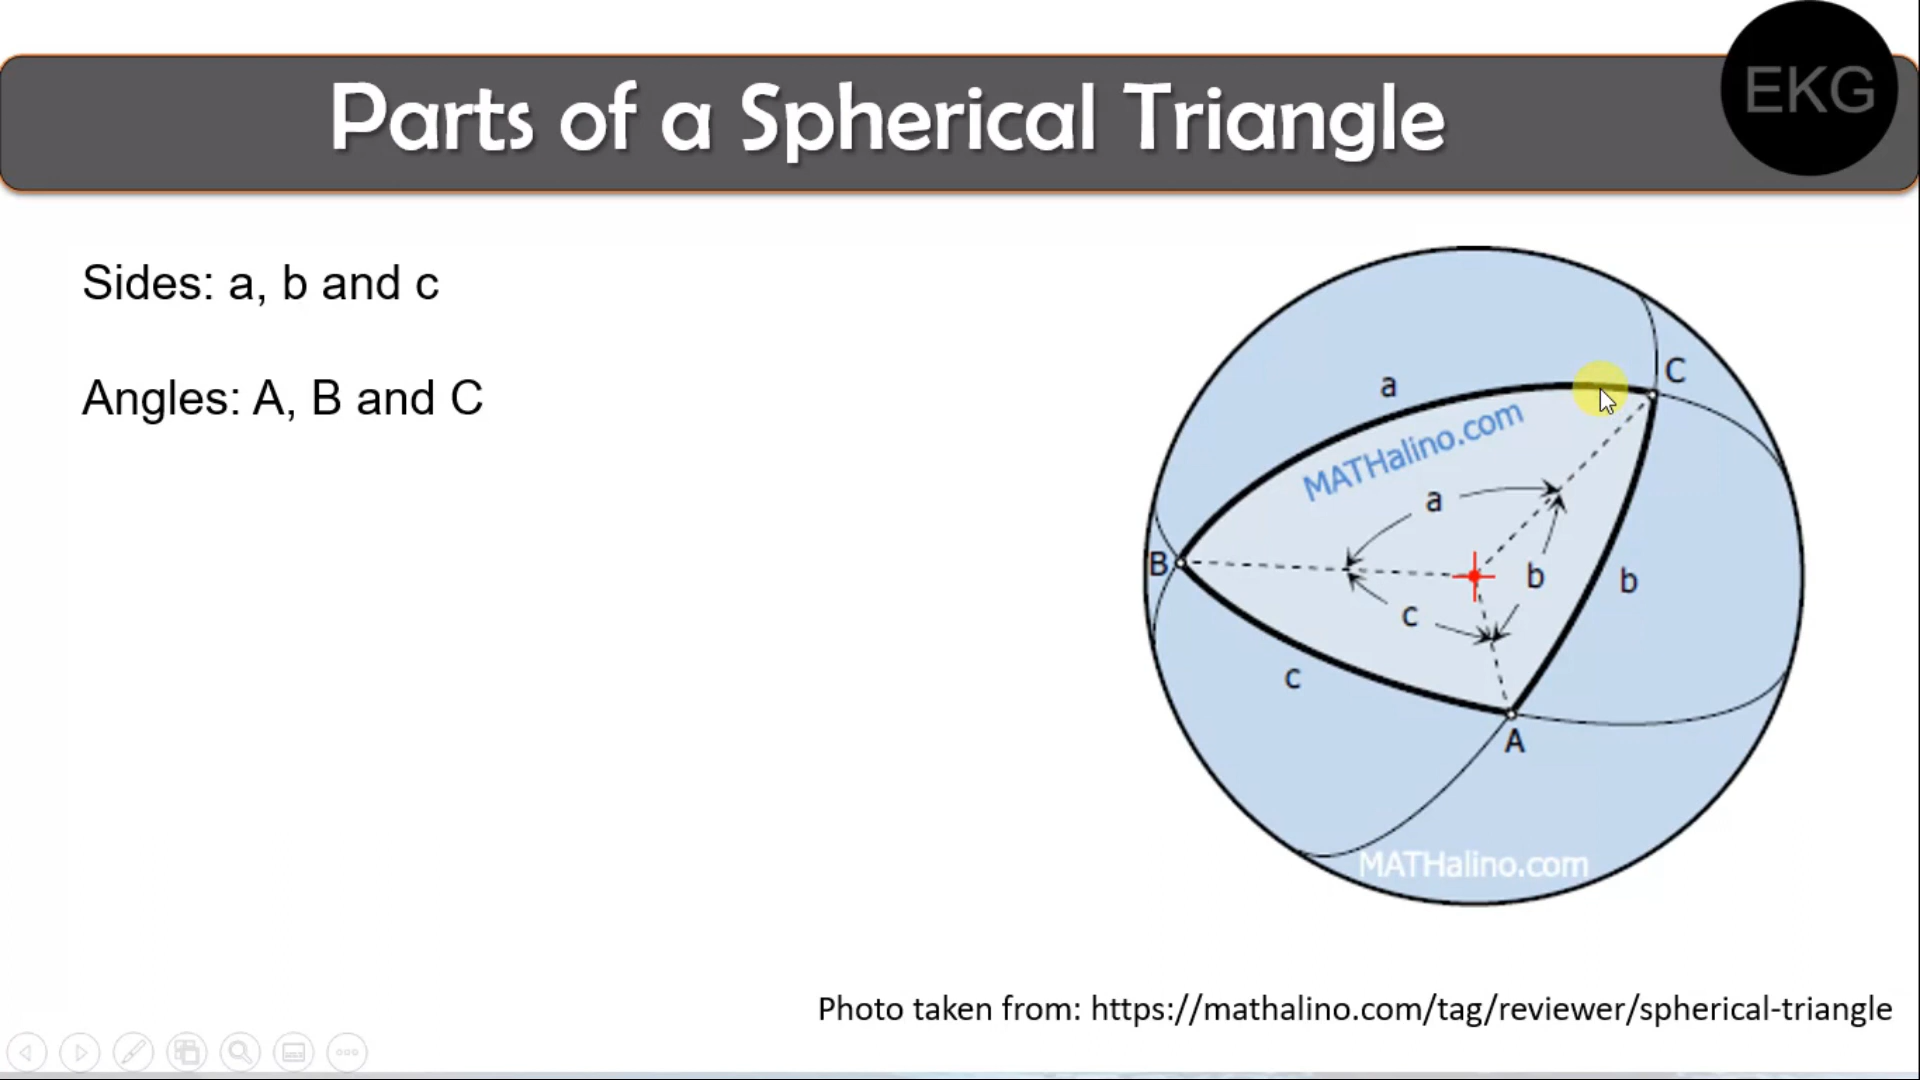 Parts of a Spherical Triangle
EKG
Sides: a, b and c
Angles: A, B and C
C
a
MATHalino.com
a
B
b
b
c
c
A
MATHalino.com
Photo taken from: https://mathalino.com/tag/reviewer/spherical-triangle